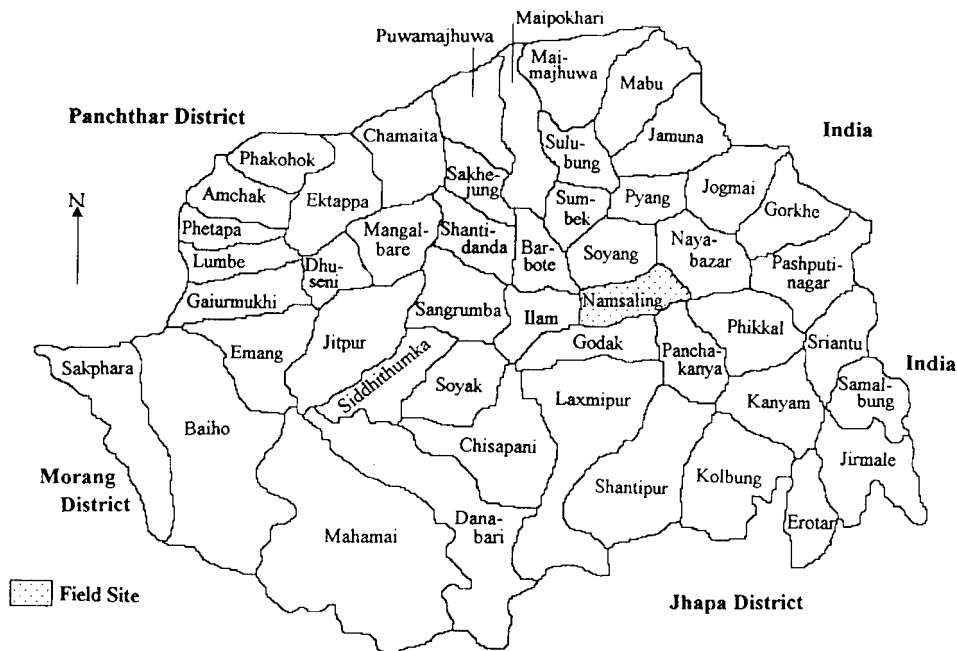 Maipokhari
Puwamajhuwa
Mai-
majhuwa
Mabu
Panchthar District
Chamaita
Jamuna
India
Phakohok
Sulu-
bung
Sakhe-
jung
Amchak
Ektappa
Sum-
bek
Pyang
Jogmai
Gorkhe
N
Phetapa
Mangal-
bare
Shanti-
danda
Bar-
bote
Soyang
Naya-
bazar
Pashputi-
nagar
Lumbe
Dhu-
seni
Gaiurmukhi
Sangrumba
Ilam
Namsaling
Phikkal
Sriantu
Sakphara
Emang
Jitpur
Godak
Pancha-
kanya
India
Siddhithumka
Soyak
Laxmipur
Kanyam
Samal-
bung
Baiho
Chisapani
Jirmale
Morang
District
Shantipur
Kolbung
Mahamai
Dana-
bari
Erotar
Field Site
Jhapa District